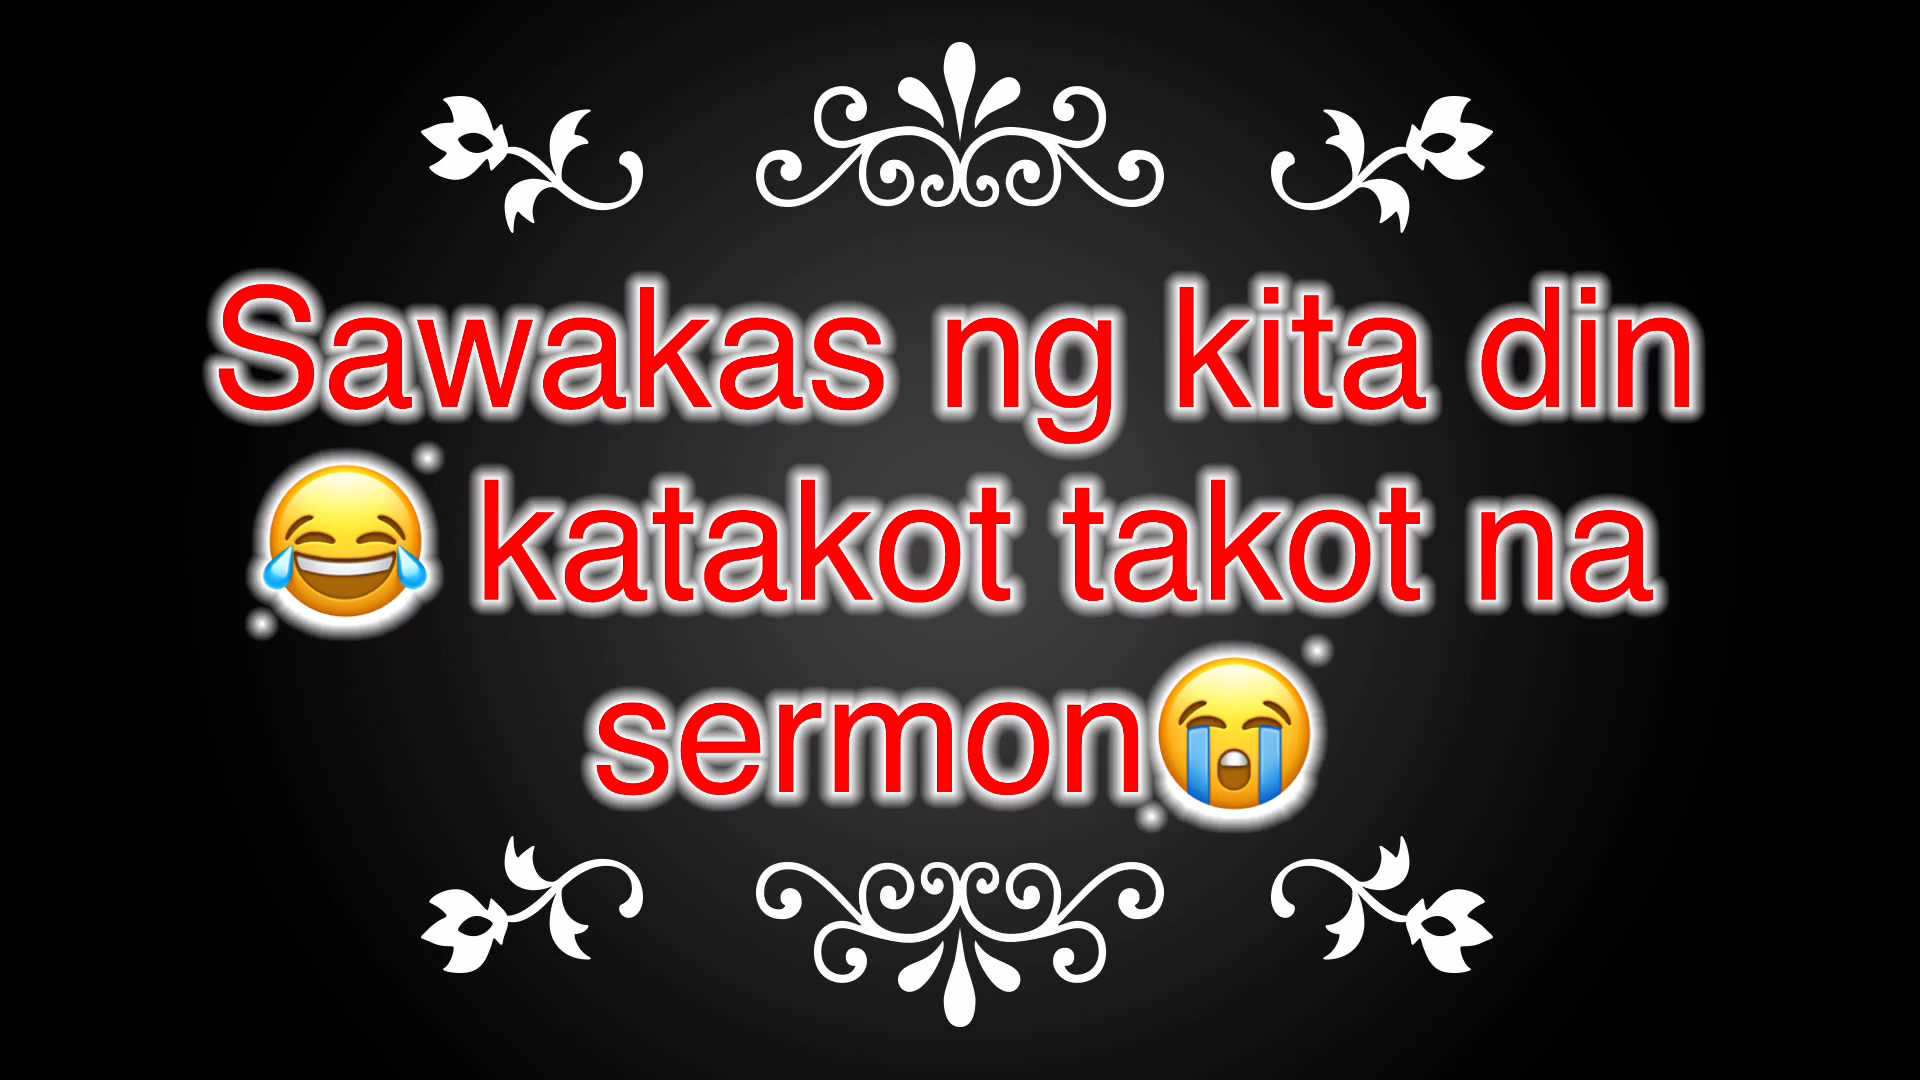 Sawakas ng kita din
😂 katakot takot na
sermon😭